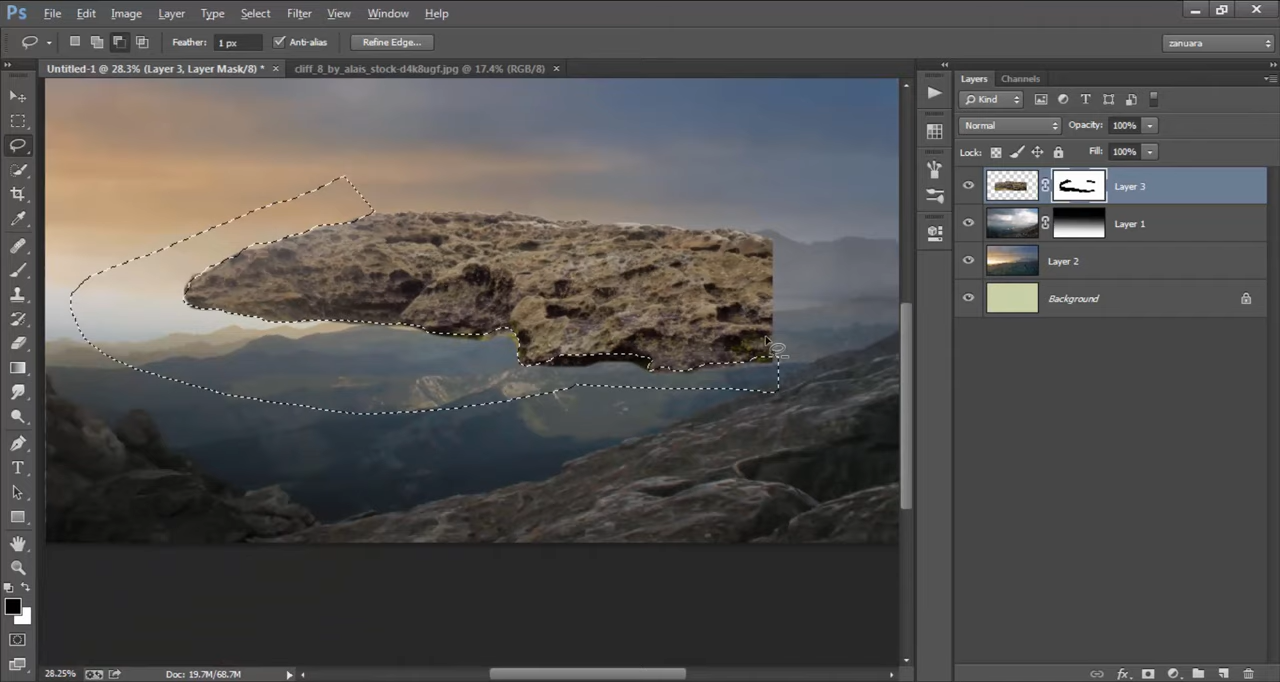 Ps File Edit Image Layer Type Select Filter View Window Help
Feather: 1 px Anti-alias Refine Edge... zanuara
Untitled-1 @ 28.3% (Layer 3, Layer Mask/8) * × cliff_8_by_alais_stock-d4k8ugf.jpg @ 17.4% (RGB/8) ×
Layers Channels
Kind
Normal Opacity: 100%
Lock: Fill: 100%
Layer 3
Layer 1
Layer 2
Background
28.25% Doc: 19.7M/68.7M